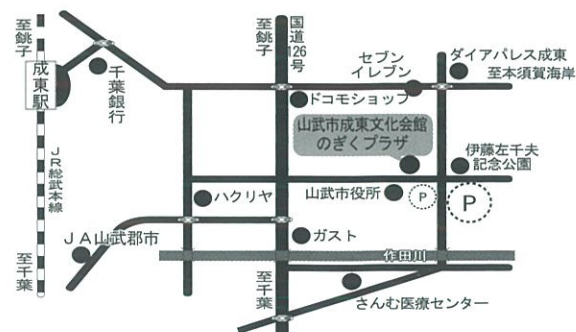 至銚子
成東駅
JR総武本線
至千葉
千葉銀行
至銚子
国道126号
セブン
イレブン
ダイアパレス成東
至本須賀海岸
ドコモショップ
山武市成東文化会館
のぎくプラザ
伊藤左千夫
記念公園
山武市役所
P
P
ハクリヤ
JA山武郡市
ガスト
作田川
至千葉
さんむ医療センター